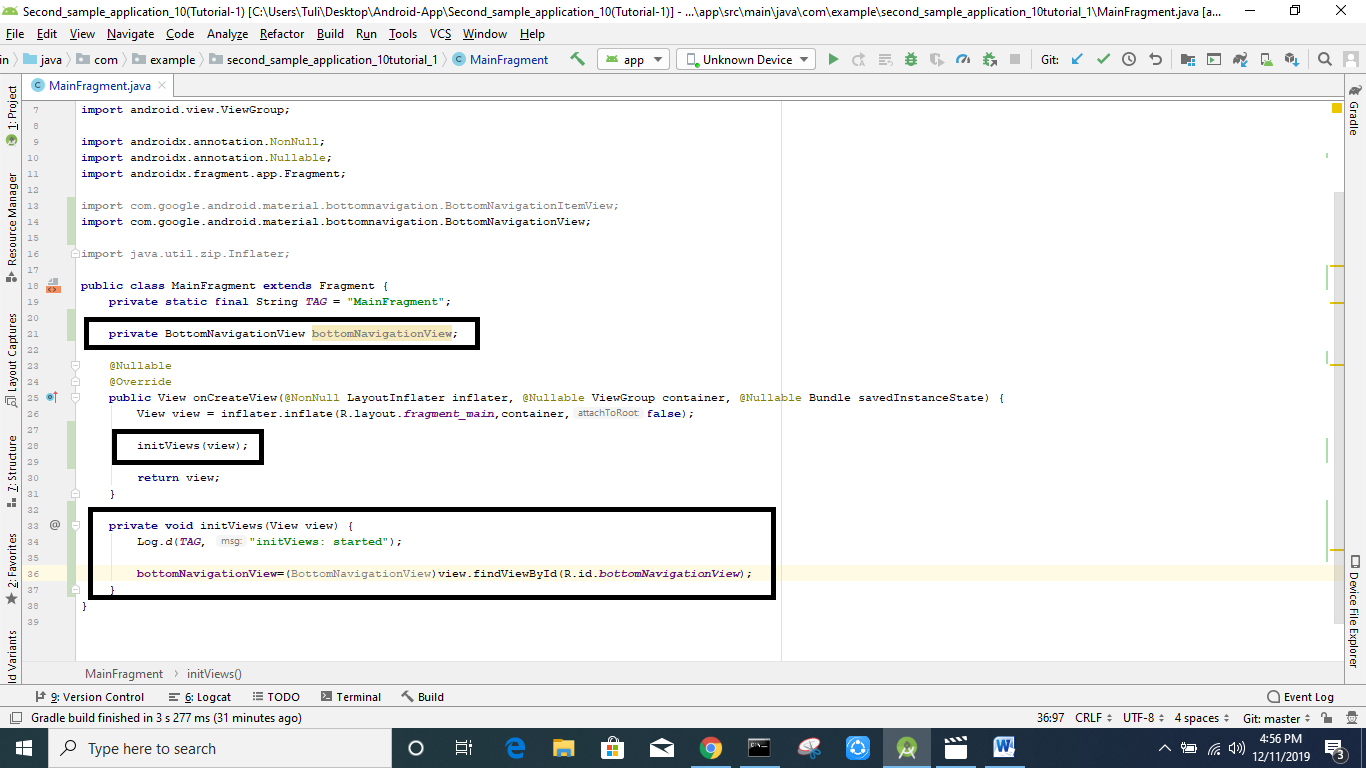 Second_sample_application_10(Tutorial-1) [C:\Users\Tuli\Desktop\Android-App\Second_sample_application_10(Tutorial-1)] - ...\app\src\main\java\com\example\second_sample_application_10tutorial_1\MainFragment.java [a...
File Edit View Navigate Code Analyze Refactor Build Run Tools VCS Window Help
in java com example second_sample_application_10tutorial_1 MainFragment app Unknown Device Git:
MainFragment.java
1: Project
Resource Manager
Layout Captures
7: Structure
2: Favorites
ld Variants
Gradle
Device File Explorer
7 import android.view.ViewGroup;
8
9 import androidx.annotation.NonNull;
10 import androidx.annotation.Nullable;
11 import androidx.fragment.app.Fragment;
12
13 import com.google.android.material.bottomnavigation.BottomNavigationItemView;
14 import com.google.android.material.bottomnavigation.BottomNavigationView;
15
16 import java.util.zip.Inflater;
17
18 public class MainFragment extends Fragment {
19 private static final String TAG = "MainFragment";
20
21 private BottomNavigationView bottomNavigationView;
22
23 @Nullable
24 @Override
25 public View onCreateView(@NonNull LayoutInflater inflater, @Nullable ViewGroup container, @Nullable Bundle savedInstanceState) {
26 View view = inflater.inflate(R.layout.fragment_main,container, attachToRoot: false);
27
28 initViews(view);
29
30 return view;
31 }
32
33 @ private void initViews(View view) {
34 Log.d(TAG, msg: "initViews: started");
35
36 bottomNavigationView=(BottomNavigationView)view.findViewById(R.id.bottomNavigationView);
37 }
38 }
39
MainFragment › initViews()
9: Version Control 6: Logcat TODO Terminal Build Event Log
Gradle build finished in 3 s 277 ms (31 minutes ago) 36:97 CRLF UTF-8 4 spaces Git: master
Type here to search
4:56 PM
12/11/2019
3